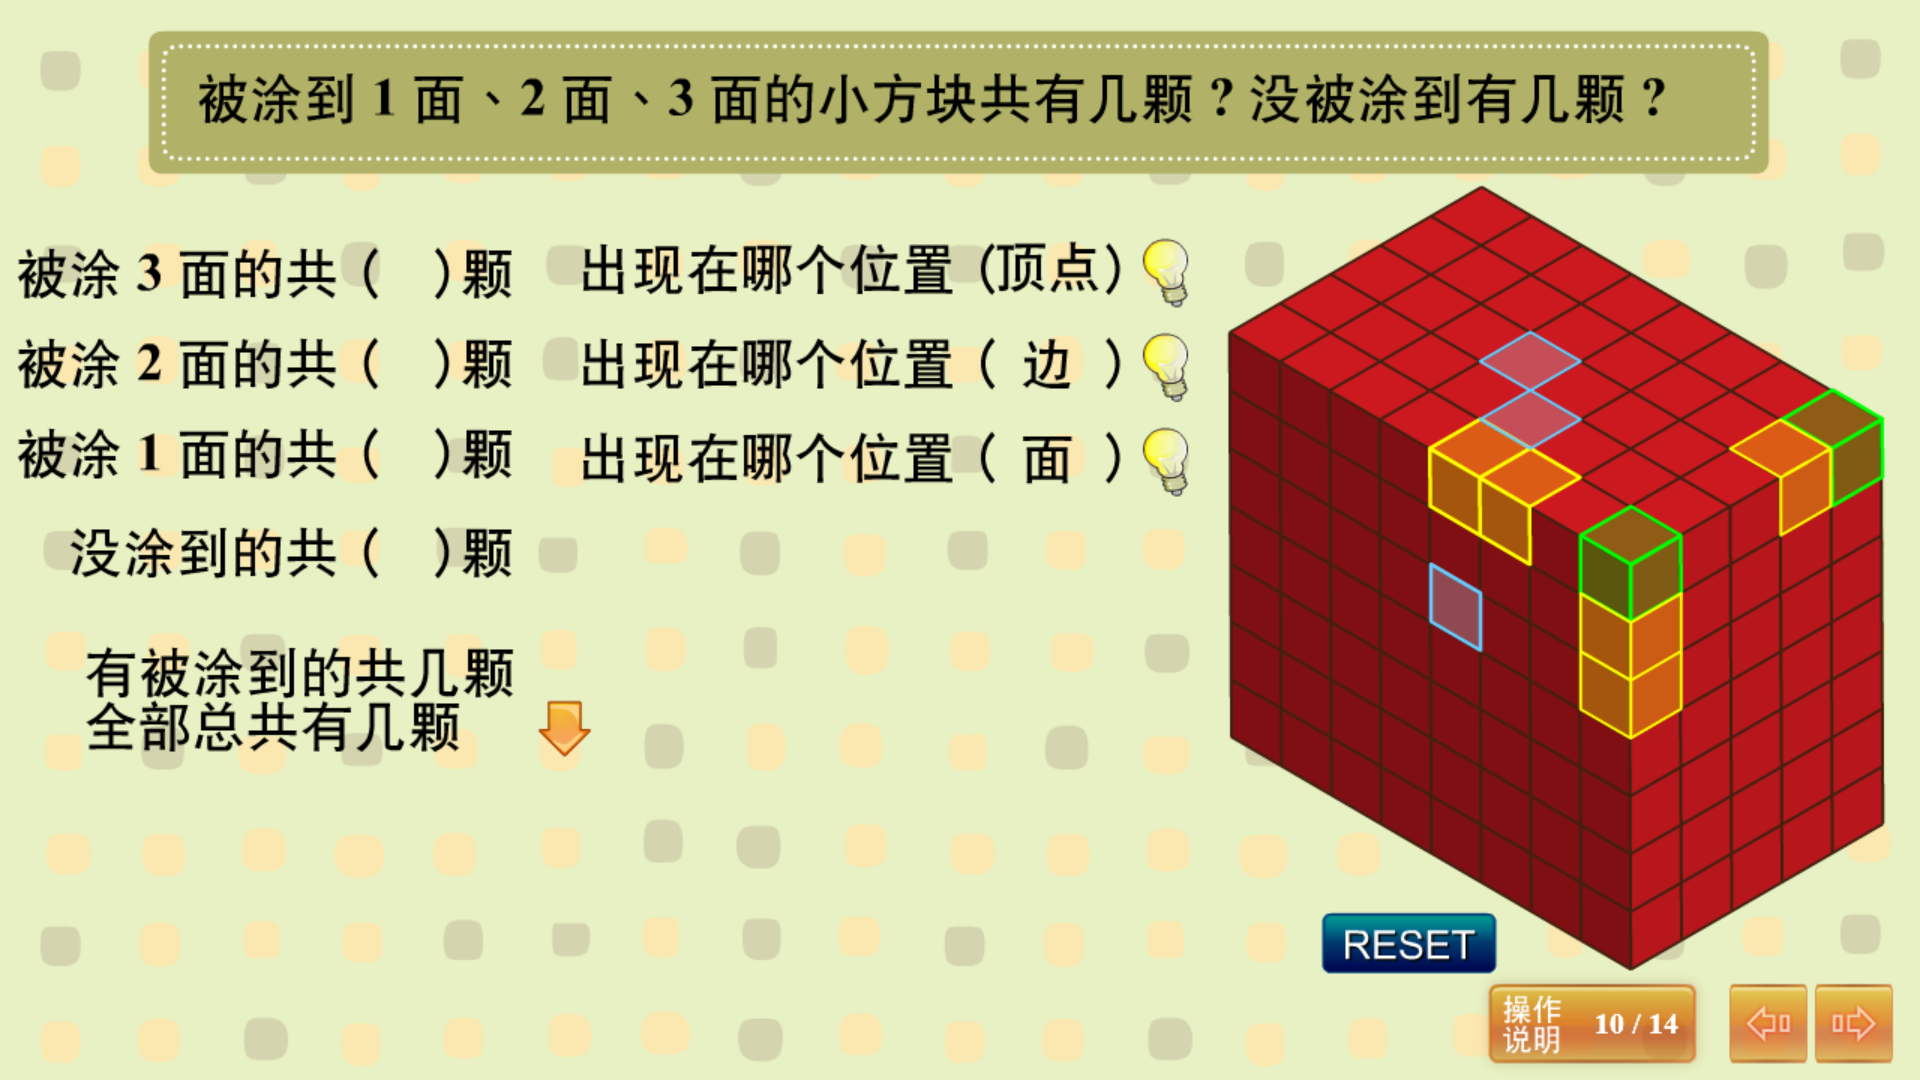 被涂到 1 面、2 面、3 面的小方块共有几颗？没被涂到有几颗？
被涂 3 面的共（ ）颗 出现在哪个位置（顶点）
被涂 2 面的共（ ）颗 出现在哪个位置（ 边 ）
被涂 1 面的共（ ）颗 出现在哪个位置（ 面 ）
没涂到的共（ ）颗
有被涂到的共几颗
全部总共有几颗
RESET
操作
说明
10 / 14